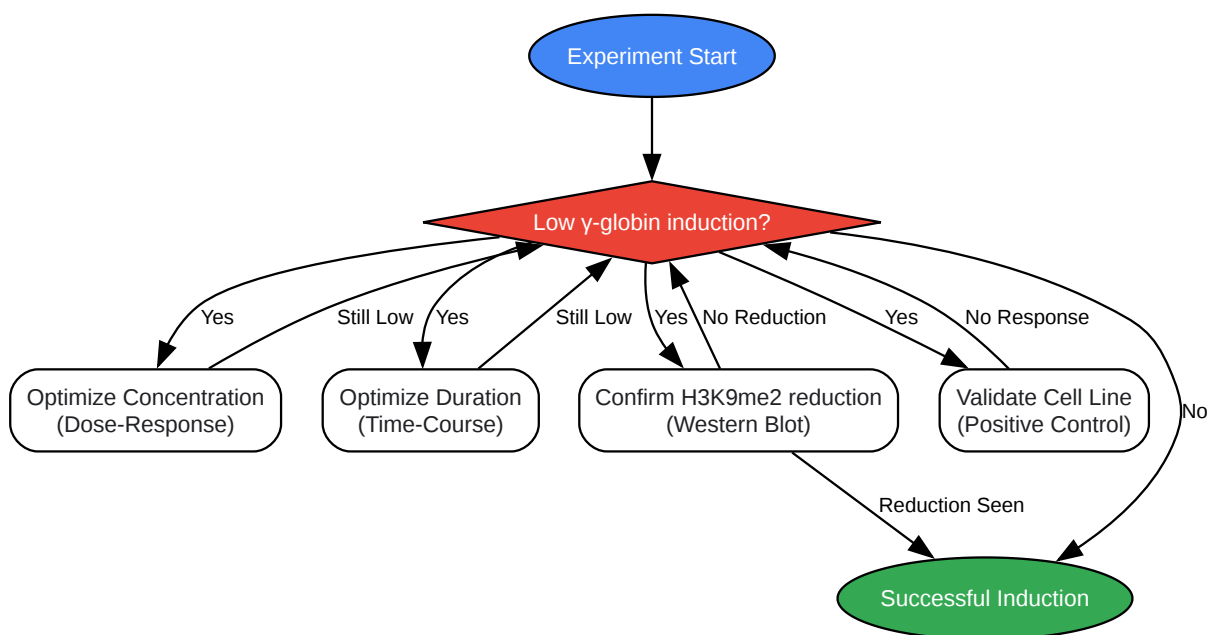 Experiment Start
Low γ-globin induction?
Yes
Still Low
Yes
Still Low
Yes
No Reduction
Yes
No Response
Optimize Concentration
(Dose-Response)
Optimize Duration
(Time-Course)
Confirm H3K9me2 reduction
(Western Blot)
Validate Cell Line
(Positive Control)
No
Reduction Seen
Successful Induction